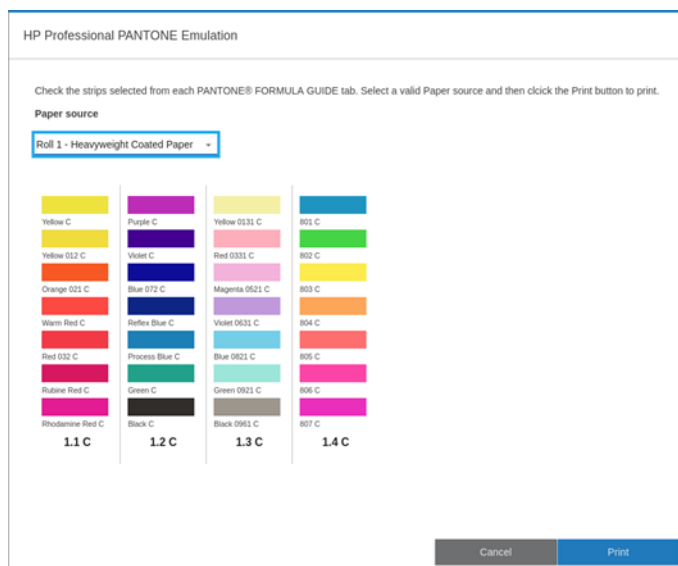 HP Professional PANTONE Emulation
Check the strips selected from each PANTONE® FORMULA GUIDE tab. Select a valid Paper source and then clcick the Print button to print.
Paper source
Roll 1 - Heavyweight Coated Paper
Yellow C
Purple C
Yellow 0131 C
801 C
Yellow 012 C
Violet C
Red 0331 C
802 C
Orange 021 C
Blue 072 C
Magenta 0521 C
803 C
Warm Red C
Reflex Blue C
Violet 0631 C
804 C
Red 032 C
Process Blue C
Blue 0821 C
805 C
Rubine Red C
Green C
Green 0921 C
806 C
Rhodamine Red C
Black C
Black 0961 C
807 C
1.1 C
1.2 C
1.3 C
1.4 C
Cancel
Print